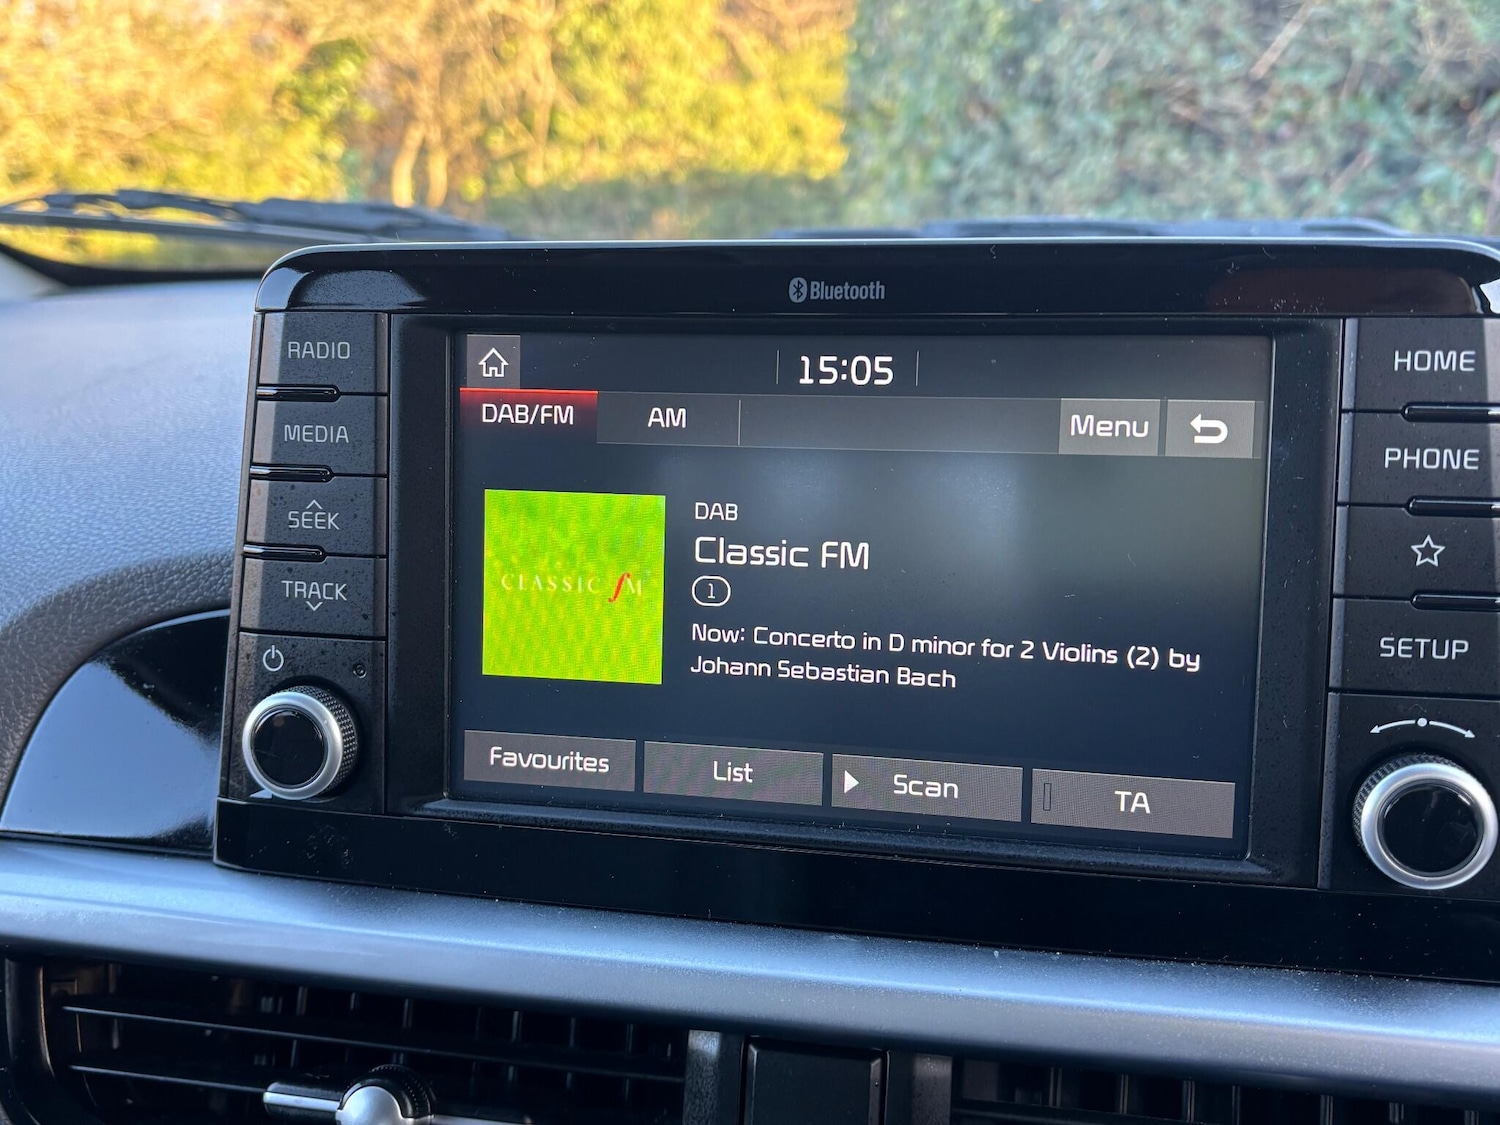 Bluetooth
RADIO
MEDIA
SEEK
TRACK
15:05
DAB/FM
AM
Menu
CLASSIC fM
DAB
Classic FM
1
Now: Concerto in D minor for 2 Violins (2) by
Johann Sebastian Bach
Favourites
List
Scan
TA
HOME
PHONE
SETUP